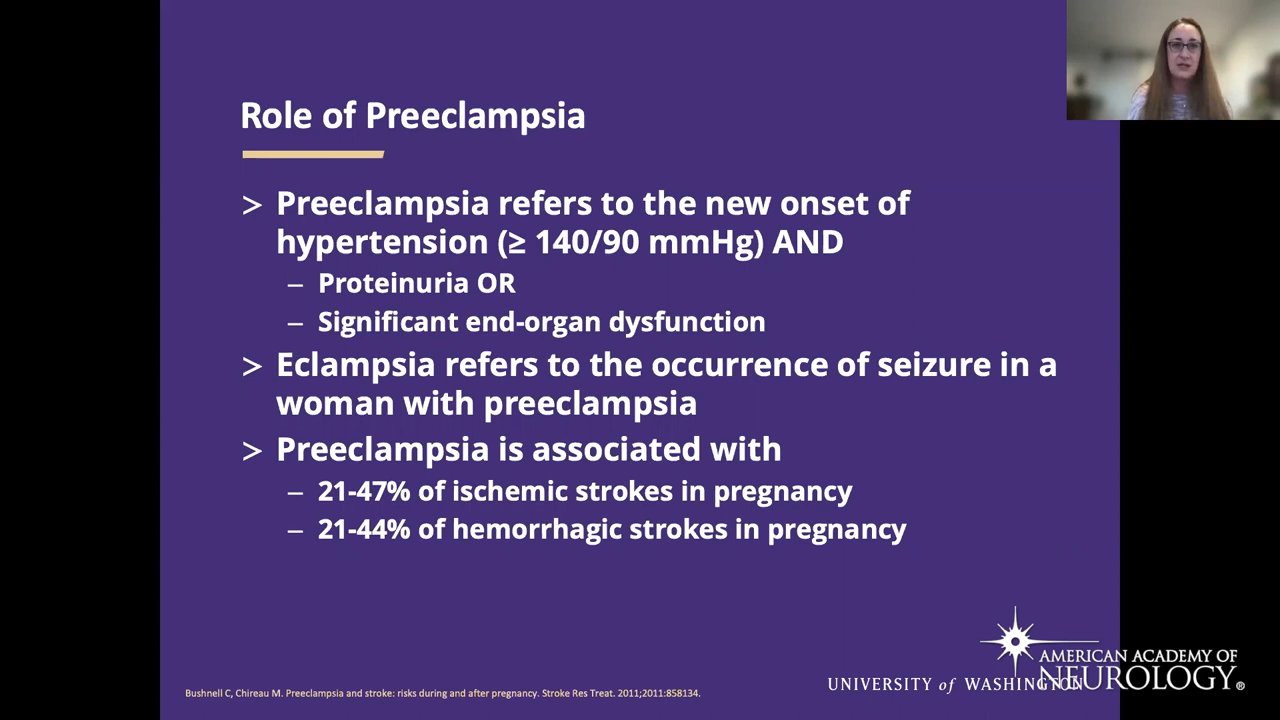 Role of Preeclampsia
> Preeclampsia refers to the new onset of
hypertension (≥ 140/90 mmHg) AND
– Proteinuria OR
– Significant end-organ dysfunction
> Eclampsia refers to the occurrence of seizure in a
woman with preeclampsia
> Preeclampsia is associated with
– 21-47% of ischemic strokes in pregnancy
– 21-44% of hemorrhagic strokes in pregnancy
Bushnell C, Chireau M. Preeclampsia and stroke: risks during and after pregnancy. Stroke Res Treat. 2011;2011:858134.
UNIVERSITY of WASHINGTON
AMERICAN ACADEMY OF
NEUROLOGY®